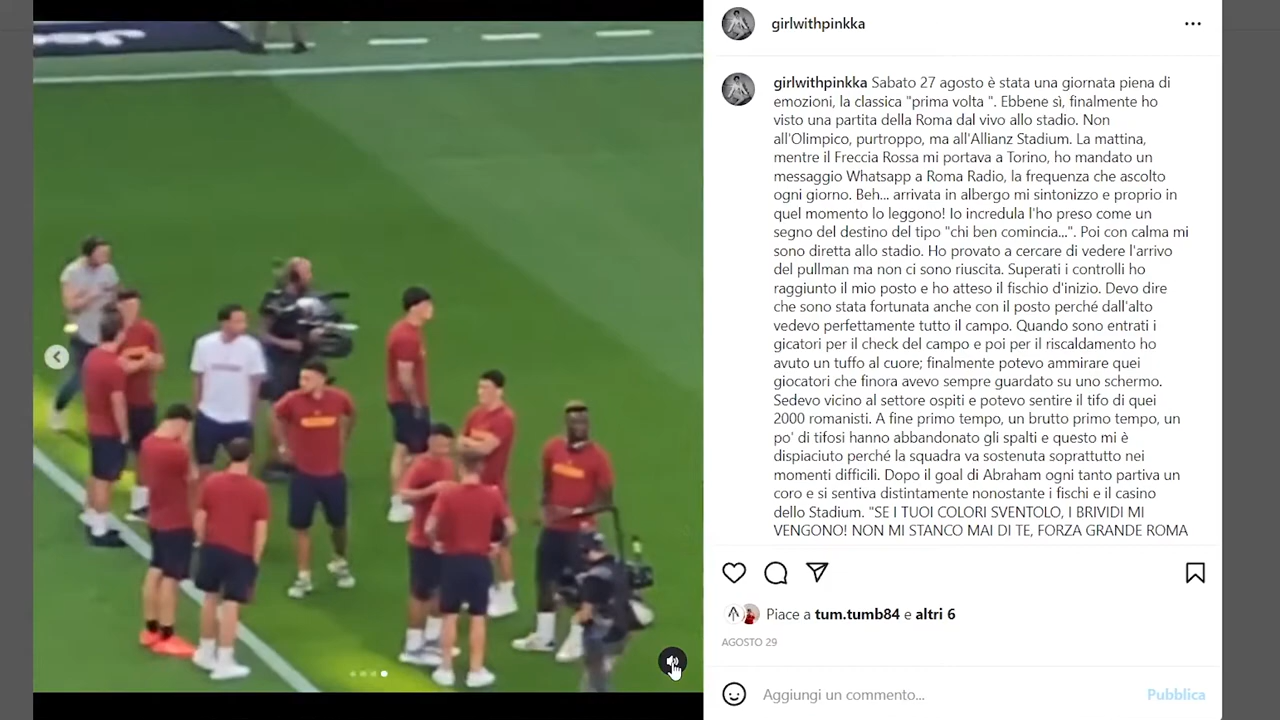 girlwithpinkka
girlwithpinkka Sabato 27 agosto è stata una giornata piena di
emozioni, la classica "prima volta ". Ebbene sì, finalmente ho
visto una partita della Roma dal vivo allo stadio. Non
all'Olimpico, purtroppo, ma all'Allianz Stadium. La mattina,
mentre il Freccia Rossa mi portava a Torino, ho mandato un
messaggio Whatsapp a Roma Radio, la frequenza che ascolto
ogni giorno. Beh... arrivata in albergo mi sintonizzo e proprio in
quel momento lo leggono! Io incredula l'ho preso come un
segno del destino del tipo "chi ben comincia...". Poi con calma mi
sono diretta allo stadio. Ho provato a cercare di vedere l'arrivo
del pullman ma non ci sono riuscita. Superati i controlli ho
raggiunto il mio posto e ho atteso il fischio d'inizio. Devo dire
che sono stata fortunata anche con il posto perché dall'alto
vedevo perfettamente tutto il campo. Quando sono entrati i
gicatori per il check del campo e poi per il riscaldamento ho
avuto un tuffo al cuore; finalmente potevo ammirare quei
giocatori che finora avevo sempre guardato su uno schermo.
Sedevo vicino al settore ospiti e potevo sentire il tifo di quei
2000 romanisti. A fine primo tempo, un brutto primo tempo, un
po' di tifosi hanno abbandonato gli spalti e questo mi è
dispiaciuto perché la squadra va sostenuta soprattutto nei
momenti difficili. Dopo il goal di Abraham ogni tanto partiva un
coro e si sentiva distintamente nonostante i fischi e il casino
dello Stadium. "SE I TUOI COLORI SVENTOLO, I BRIVIDI MI
VENGONO! NON MI STANCO MAI DI TE, FORZA GRANDE ROMA
Piace a tum.tumb84 e altri 6
AGOSTO 29
Aggiungi un commento...
Pubblica